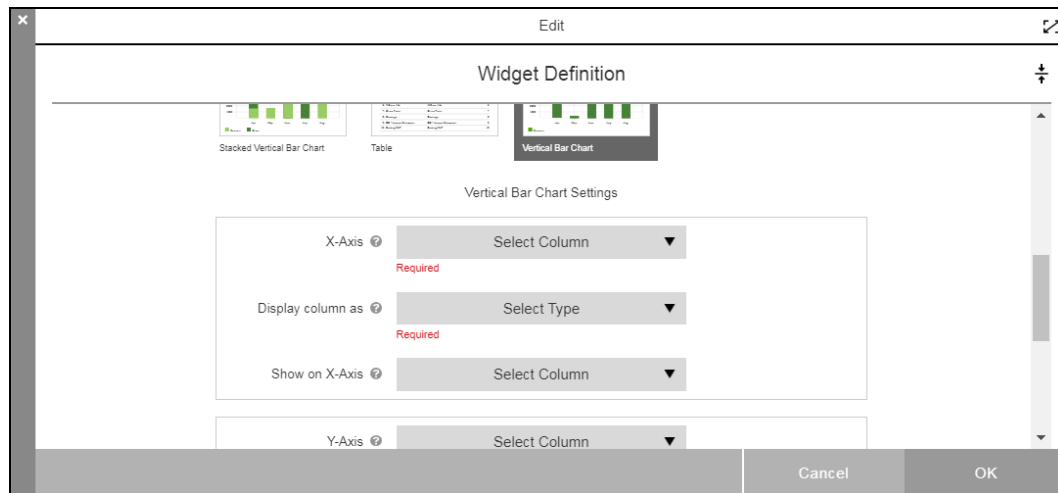 ×
Edit
Widget Definition
Stacked Vertical Bar Chart
Table
Vertical Bar Chart
Vertical Bar Chart Settings
X-Axis ? Select Column ▼
Required
Display column as ? Select Type ▼
Required
Show on X-Axis ? Select Column ▼
Y-Axis ? Select Column ▼
Cancel OK